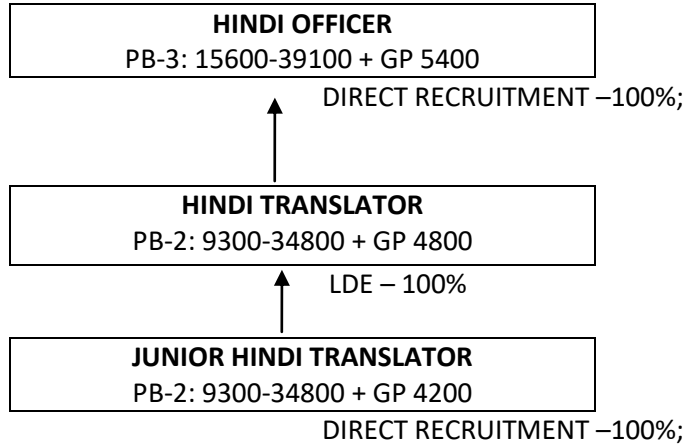 HINDI OFFICER
PB-3: 15600-39100 + GP 5400
DIRECT RECRUITMENT –100%;
HINDI TRANSLATOR
PB-2: 9300-34800 + GP 4800
LDE – 100%
JUNIOR HINDI TRANSLATOR
PB-2: 9300-34800 + GP 4200
DIRECT RECRUITMENT –100%;